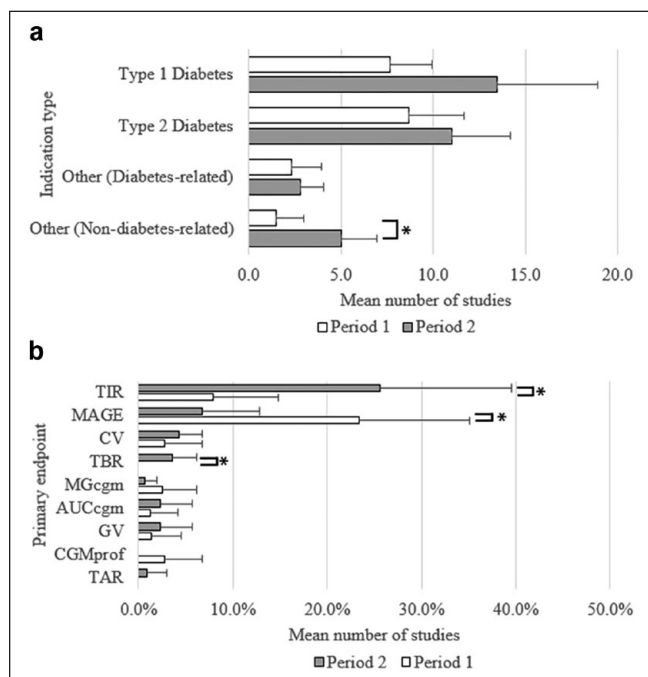 a
Indication type
Type 1 Diabetes
Type 2 Diabetes
Other (Diabetes-related)
Other (Non-diabetes-related)
*
0.0 5.0 10.0 15.0 20.0
Mean number of studies
Period 1 Period 2
b
Primary endpoint
TIR
*
MAGE
*
CV
TBR
*
MGcgm
AUCcgm
GV
CGMprof
TAR
0.0% 10.0% 20.0% 30.0% 40.0% 50.0%
Mean number of studies
Period 2 Period 1